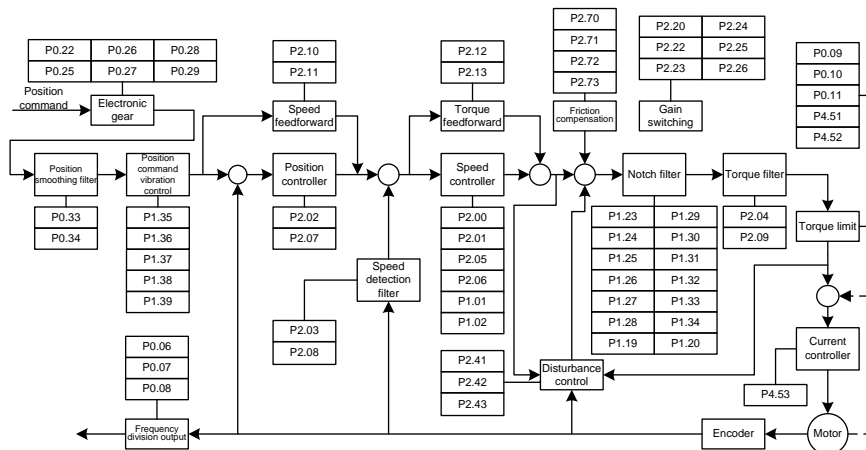 P0.22 P0.26 P0.28
P0.25 P0.27 P0.29
Position
command
Electronic
gear
P2.10
P2.11
Speed
feedforward
P2.12
P2.13
Torque
feedforward
P2.70
P2.71
P2.72
P2.73
Friction
compensation
P2.20 P2.24
P2.22 P2.25
P2.23 P2.26
Gain
switching
P0.09
P0.10
P0.11
P4.51
P4.52
Position
smoothing filter
P0.33
P0.34
Position
command
vibration
control
P1.35
P1.36
P1.37
P1.38
P1.39
Position
controller
P2.02
P2.07
Speed
controller
P2.00
P2.01
P2.05
P2.06
P1.01
P1.02
Notch filter
P1.23 P1.29
P1.24 P1.30
P1.25 P1.31
P1.26 P1.32
P1.27 P1.33
P1.28 P1.34
P1.19 P1.20
Torque filter
P2.04
P2.09
Torque limit
Speed
detection
filter
P2.03
P2.08
P2.41
P2.42
P2.43
Disturbance
control
Current
controller
P4.53
P0.06
P0.07
P0.08
Frequency
division output
Encoder
Motor